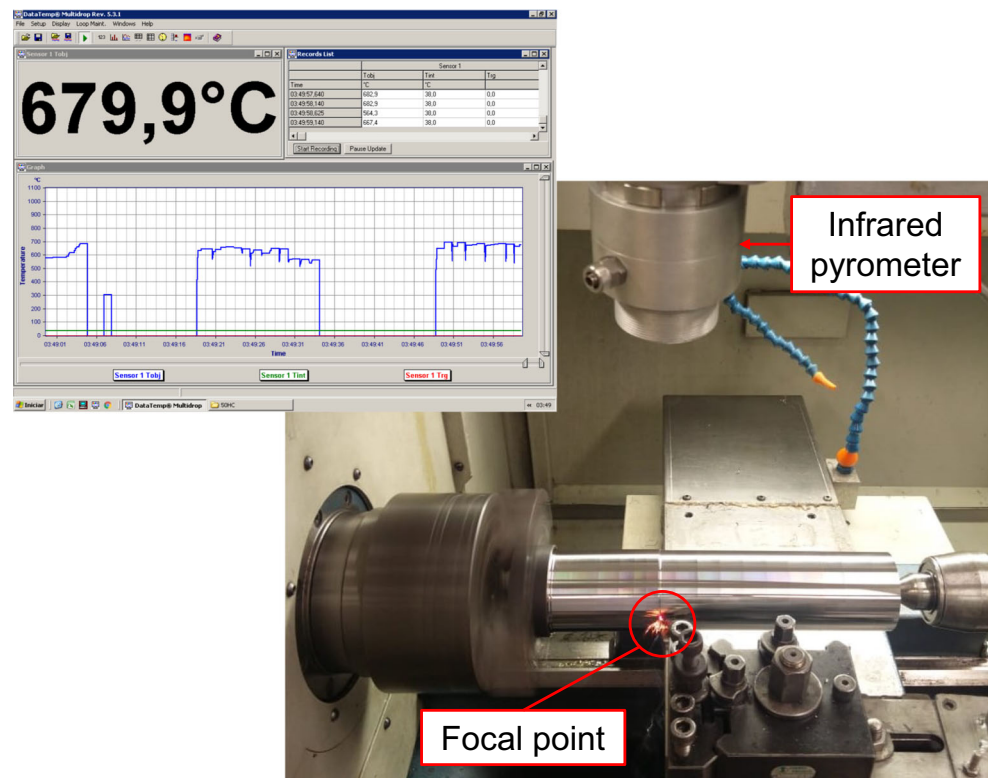 DataTemp® Multidrop Rev. 5.3.1
File Setup Display Loop Maint. Windows Help
Sensor 1 Tobj
679,9°C
Records List
Sensor 1
Tobj Tint Trg
Time °C °C
03:49:57,640 682,9 38,0 0,0
03:49:58,140 682,9 38,0 0,0
03:49:58,625 564,3 38,0 0,0
03:49:59,140 667,4 38,0 0,0
Start Recording Pause Update
Graph
°C
1100
1000
900
800
700
600
500
400
300
200
100
0
Temperature
03:49:01 03:49:06 03:49:11 03:49:16 03:49:21 03:49:26 03:49:31 03:49:36 03:49:41 03:49:46 03:49:51 03:49:56
Time
Sensor 1 Tobj Sensor 1 Tint Sensor 1 Trg
Iniciar DataTemp® Multidrop 50HC 03:49
Infrared
pyrometer
Focal point